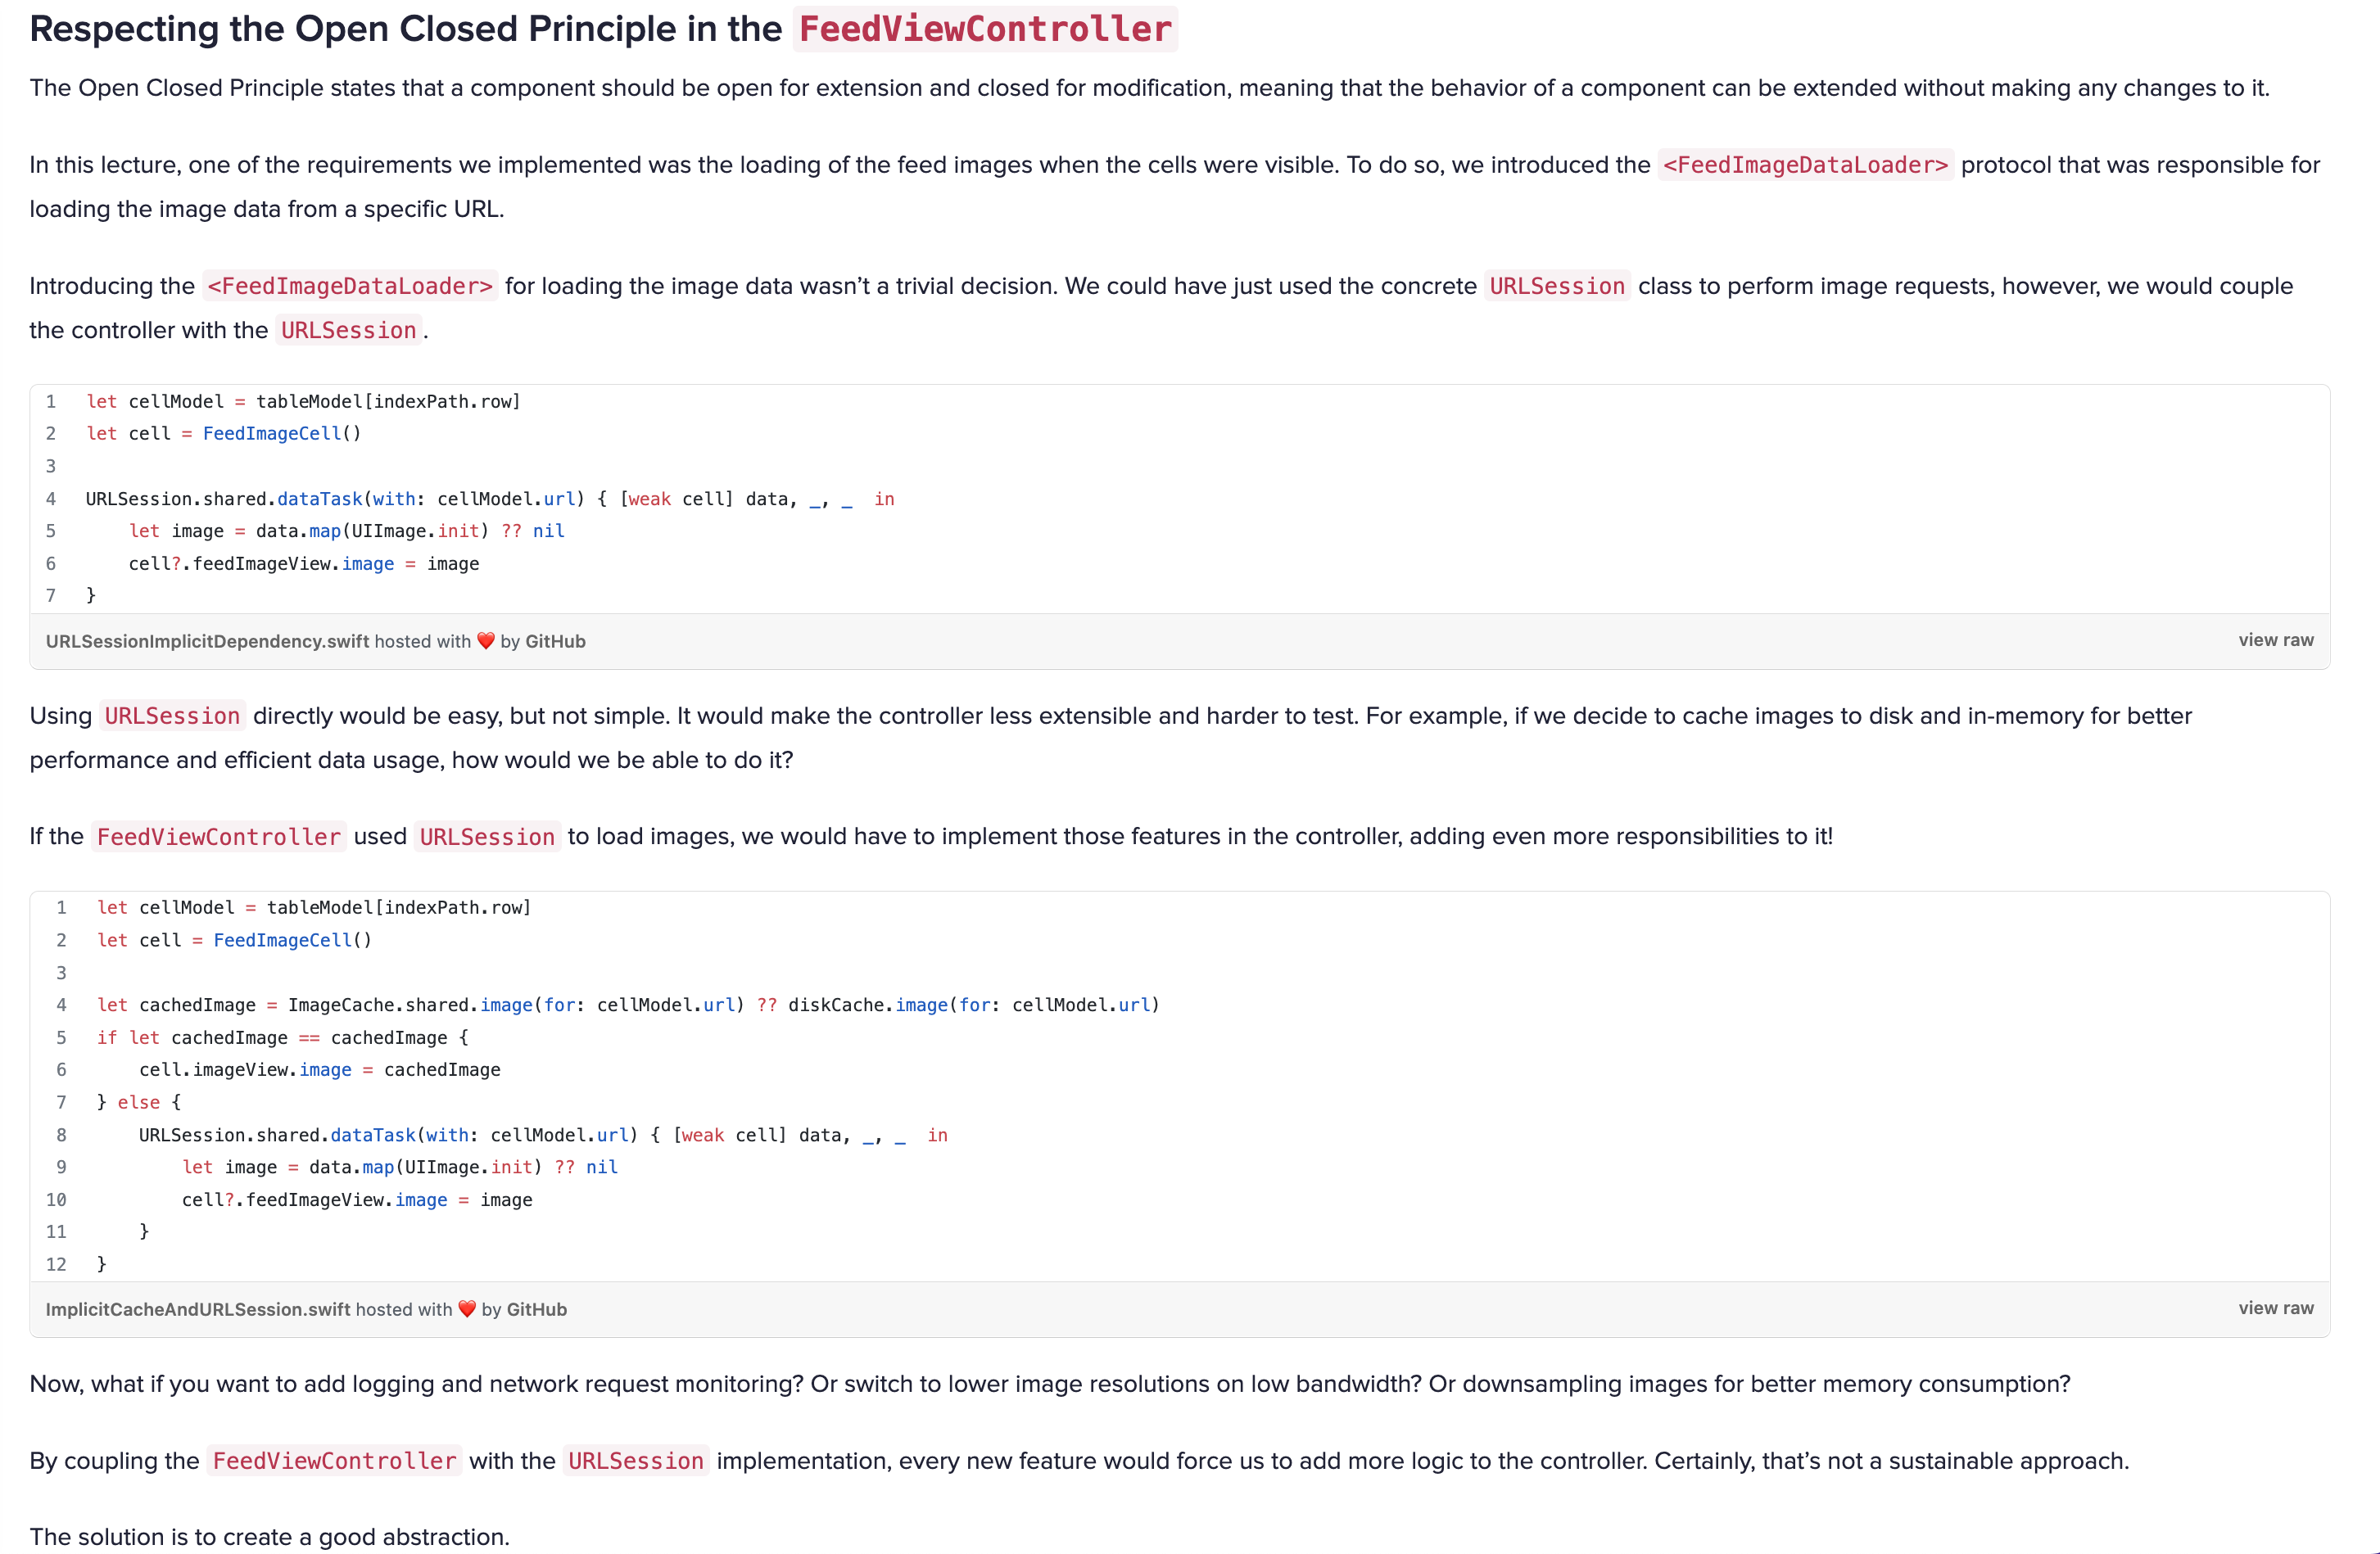 Respecting the Open Closed Principle in the FeedViewController
The Open Closed Principle states that a component should be open for extension and closed for modification, meaning that the behavior of a component can be extended without making any changes to it.
In this lecture, one of the requirements we implemented was the loading of the feed images when the cells were visible. To do so, we introduced the <FeedImageDataLoader> protocol that was responsible for
loading the image data from a specific URL.
Introducing the <FeedImageDataLoader> for loading the image data wasn’t a trivial decision. We could have just used the concrete URLSession class to perform image requests, however, we would couple
the controller with the URLSession.
1 let cellModel = tableModel[indexPath.row]
2 let cell = FeedImageCell()
3
4 URLSession.shared.dataTask(with: cellModel.url) { [weak cell] data, _, _  in
5     let image = data.map(UIImage.init) ?? nil
6     cell?.feedImageView.image = image
7 }
URLSessionImplicitDependency.swift hosted with ❤ by GitHub view raw
Using URLSession directly would be easy, but not simple. It would make the controller less extensible and harder to test. For example, if we decide to cache images to disk and in-memory for better
performance and efficient data usage, how would we be able to do it?
If the FeedViewController used URLSession to load images, we would have to implement those features in the controller, adding even more responsibilities to it!
1 let cellModel = tableModel[indexPath.row]
2 let cell = FeedImageCell()
3
4 let cachedImage = ImageCache.shared.image(for: cellModel.url) ?? diskCache.image(for: cellModel.url)
5 if let cachedImage == cachedImage {
6     cell.imageView.image = cachedImage
7 } else {
8     URLSession.shared.dataTask(with: cellModel.url) { [weak cell] data, _, _  in
9         let image = data.map(UIImage.init) ?? nil
10         cell?.feedImageView.image = image
11     }
12 }
ImplicitCacheAndURLSession.swift hosted with ❤ by GitHub view raw
Now, what if you want to add logging and network request monitoring? Or switch to lower image resolutions on low bandwidth? Or downsampling images for better memory consumption?
By coupling the FeedViewController with the URLSession implementation, every new feature would force us to add more logic to the controller. Certainly, that’s not a sustainable approach.
The solution is to create a good abstraction.